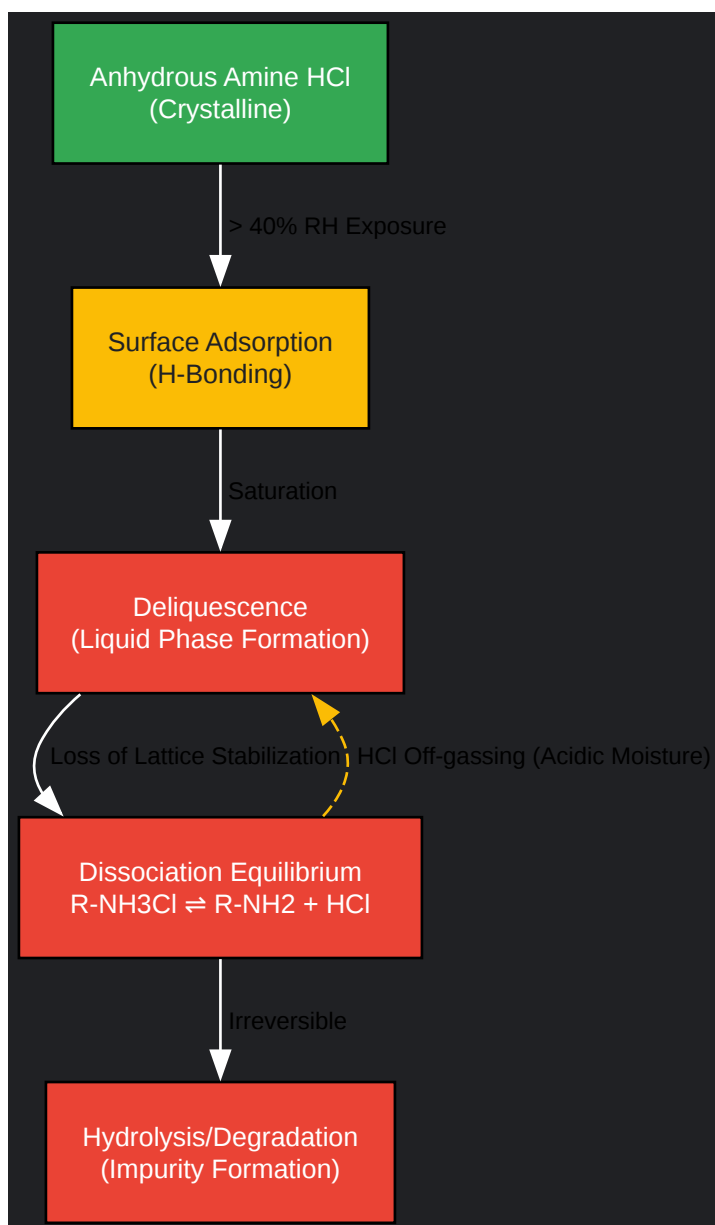 Anhydrous Amine HCl
(Crystalline)
> 40% RH Exposure
Surface Adsorption
(H-Bonding)
Saturation
Deliquescence
(Liquid Phase Formation)
Loss of Lattice Stabilization
HCl Off-gassing (Acidic Moisture)
Dissociation Equilibrium
R-NH3Cl ⇌ R-NH2 + HCl
Irreversible
Hydrolysis/Degradation
(Impurity Formation)